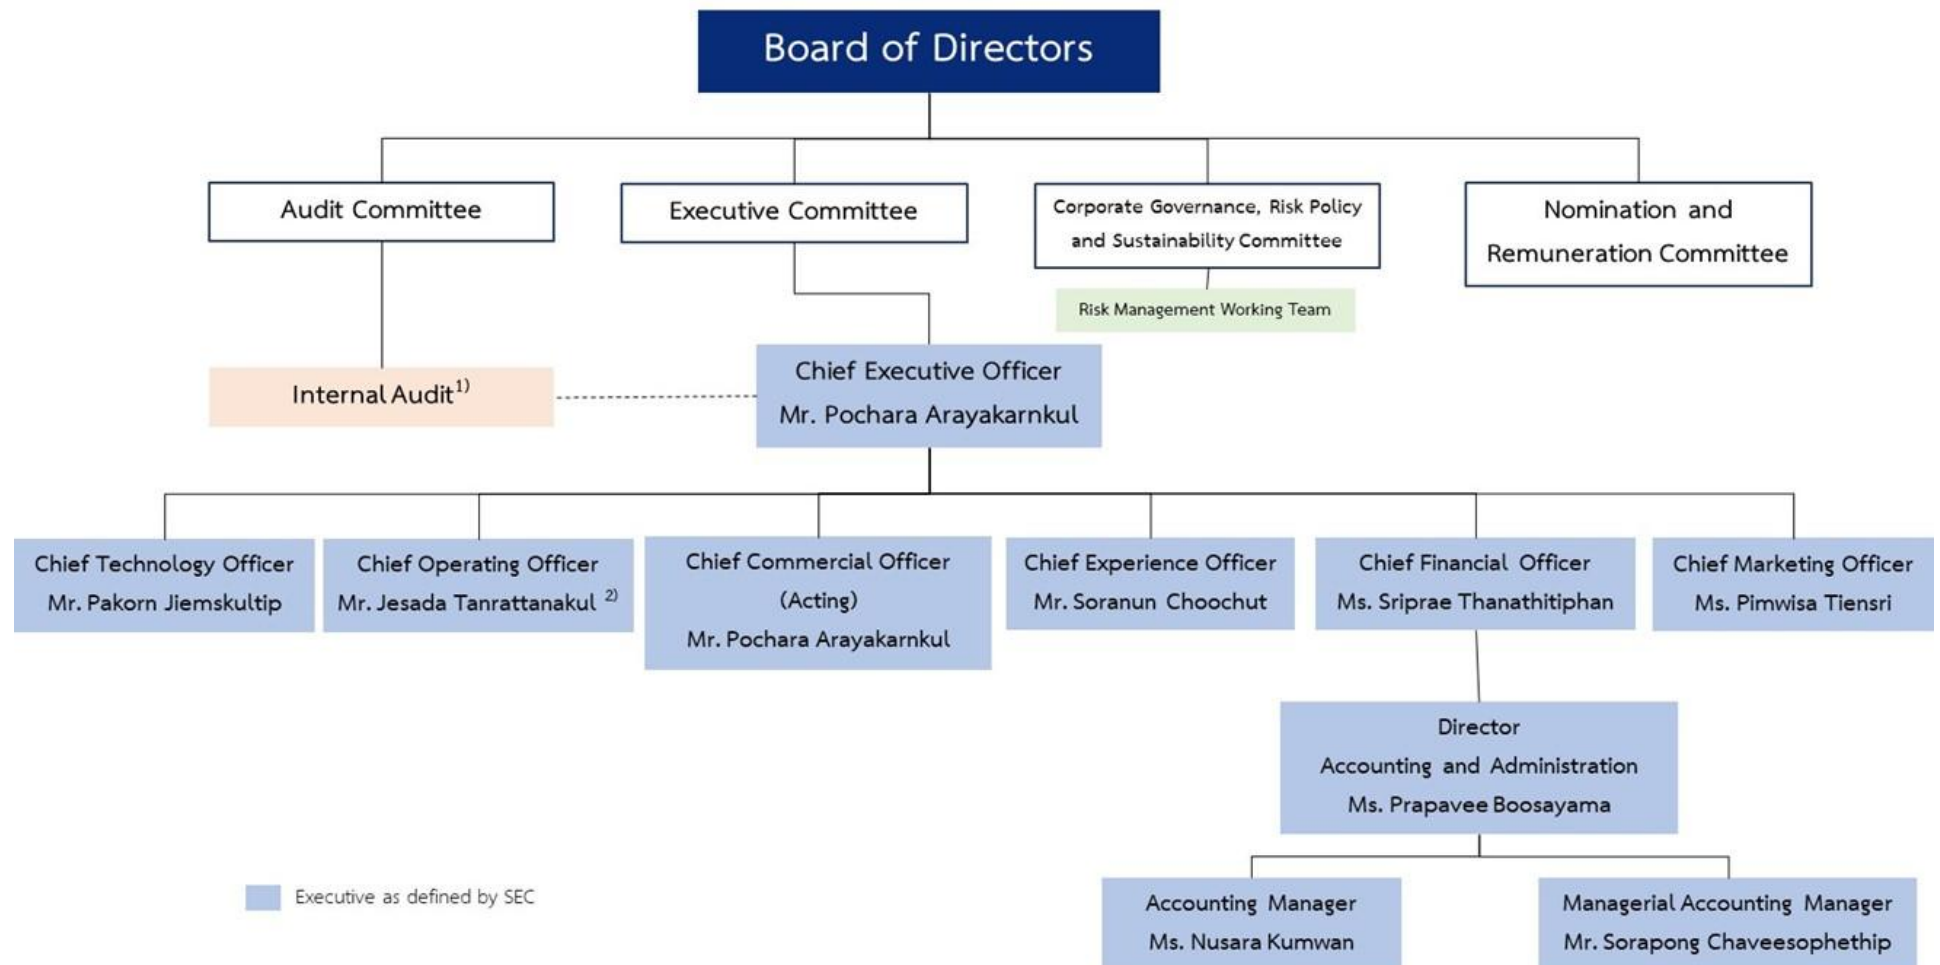 Board of Directors
Audit Committee
Executive Committee
Corporate Governance, Risk Policy
and Sustainability Committee
Nomination and
Remuneration Committee
Risk Management Working Team
Internal Audit1)
Chief Executive Officer
Mr. Pochara Arayakarnkul
Chief Technology Officer
Mr. Pakorn Jiemskultip
Chief Operating Officer
Mr. Jesada Tanrattanakul 2)
Chief Commercial Officer
(Acting)
Mr. Pochara Arayakarnkul
Chief Experience Officer
Mr. Soranun Choochut
Chief Financial Officer
Ms. Sriprae Thanathitiphan
Chief Marketing Officer
Ms. Pimwisa Tiensri
Director
Accounting and Administration
Ms. Prapavee Boosayama
Accounting Manager
Ms. Nusara Kumwan
Managerial Accounting Manager
Mr. Sorapong Chaveesophethip
Executive as defined by SEC